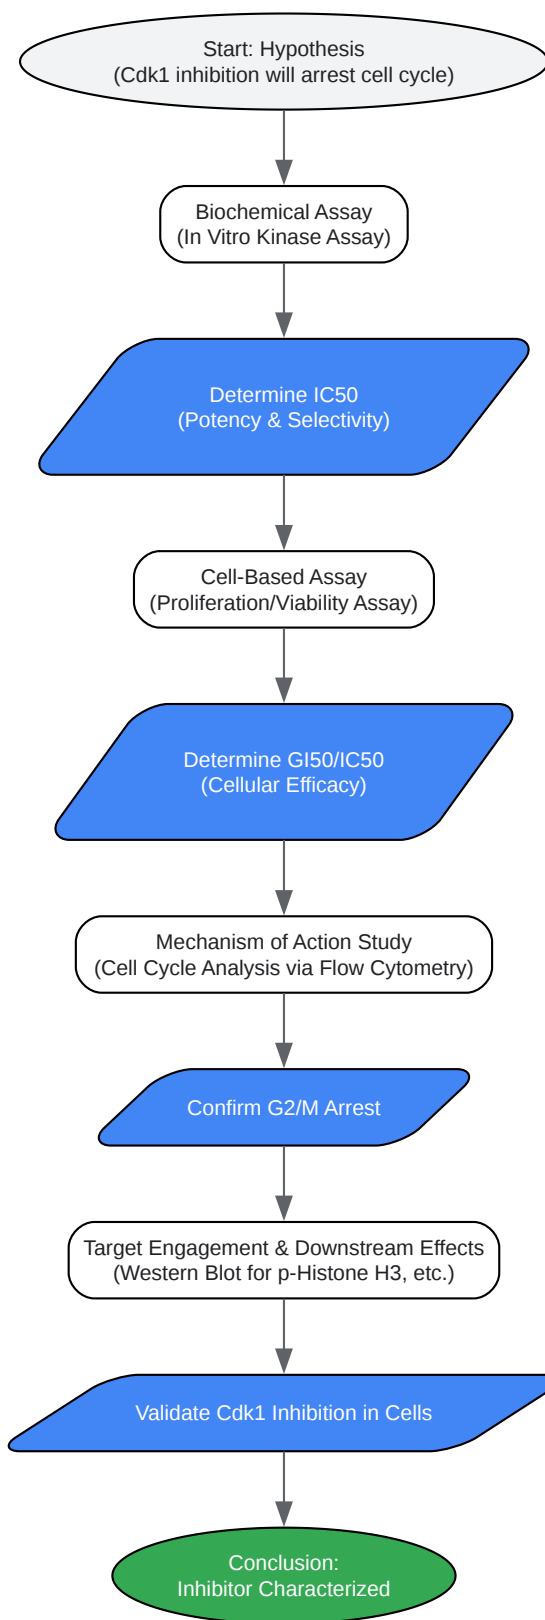 Start: Hypothesis
(Cdk1 inhibition will arrest cell cycle)
Biochemical Assay
(In Vitro Kinase Assay)
Determine IC50
(Potency & Selectivity)
Cell-Based Assay
(Proliferation/Viability Assay)
Determine GI50/IC50
(Cellular Efficacy)
Mechanism of Action Study
(Cell Cycle Analysis via Flow Cytometry)
Confirm G2/M Arrest
Target Engagement & Downstream Effects
(Western Blot for p-Histone H3, etc.)
Validate Cdk1 Inhibition in Cells
Conclusion:
Inhibitor Characterized